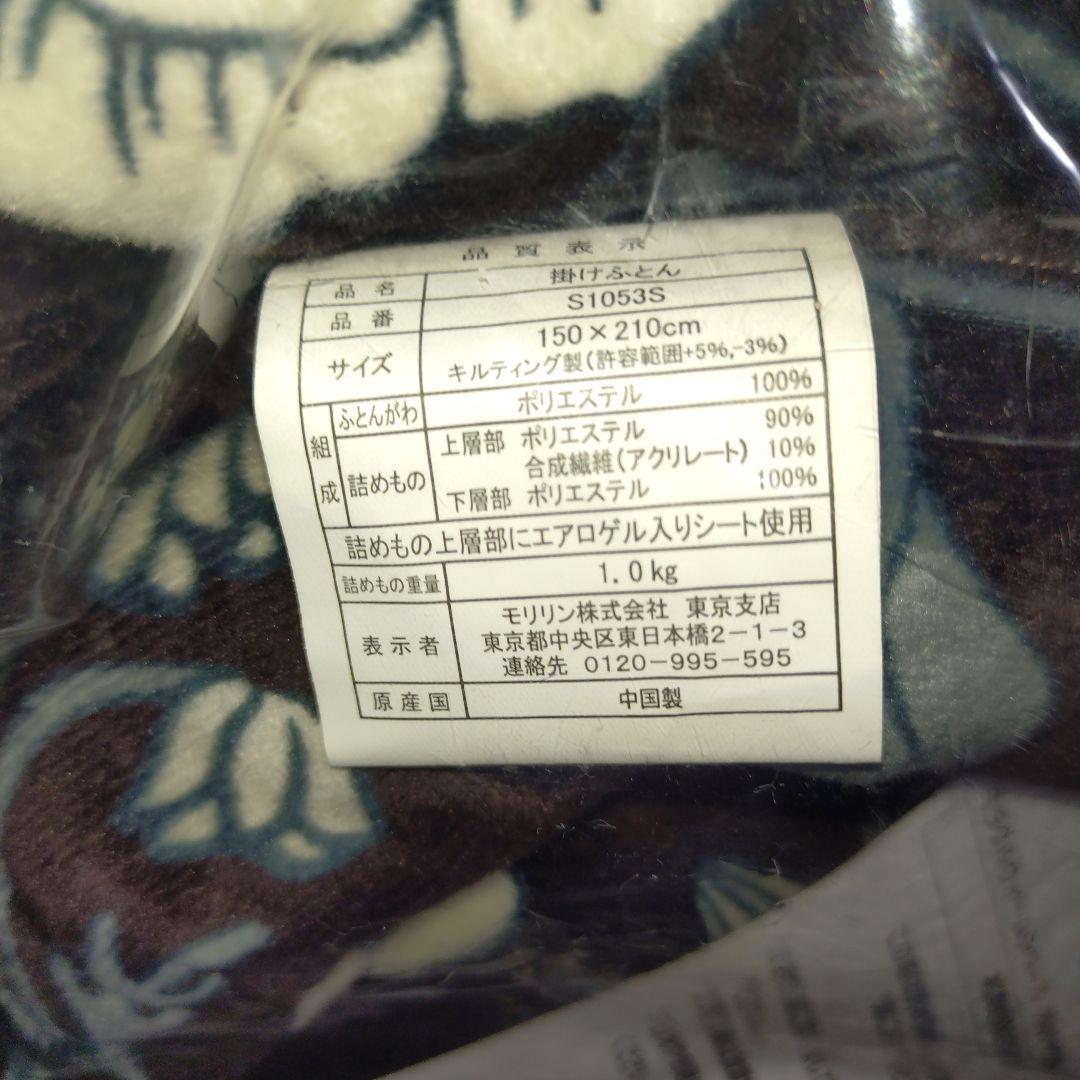 品質表示
品名 掛けふとん
品番 S1053S
サイズ 150×210cm
キルティング製(許容範囲+5%,-3%)
組成 ふとんがわ ポリエステル 100%
詰めもの 上層部 ポリエステル 90%
合成繊維(アクリレート) 10%
下層部 ポリエステル 100%
詰めもの上層部にエアロゲル入りシート使用
詰めもの重量 1.0kg
表示者 モリリン株式会社 東京支店
東京都中央区東日本橋2-1-3
連絡先 0120-995-595
原産国 中国製